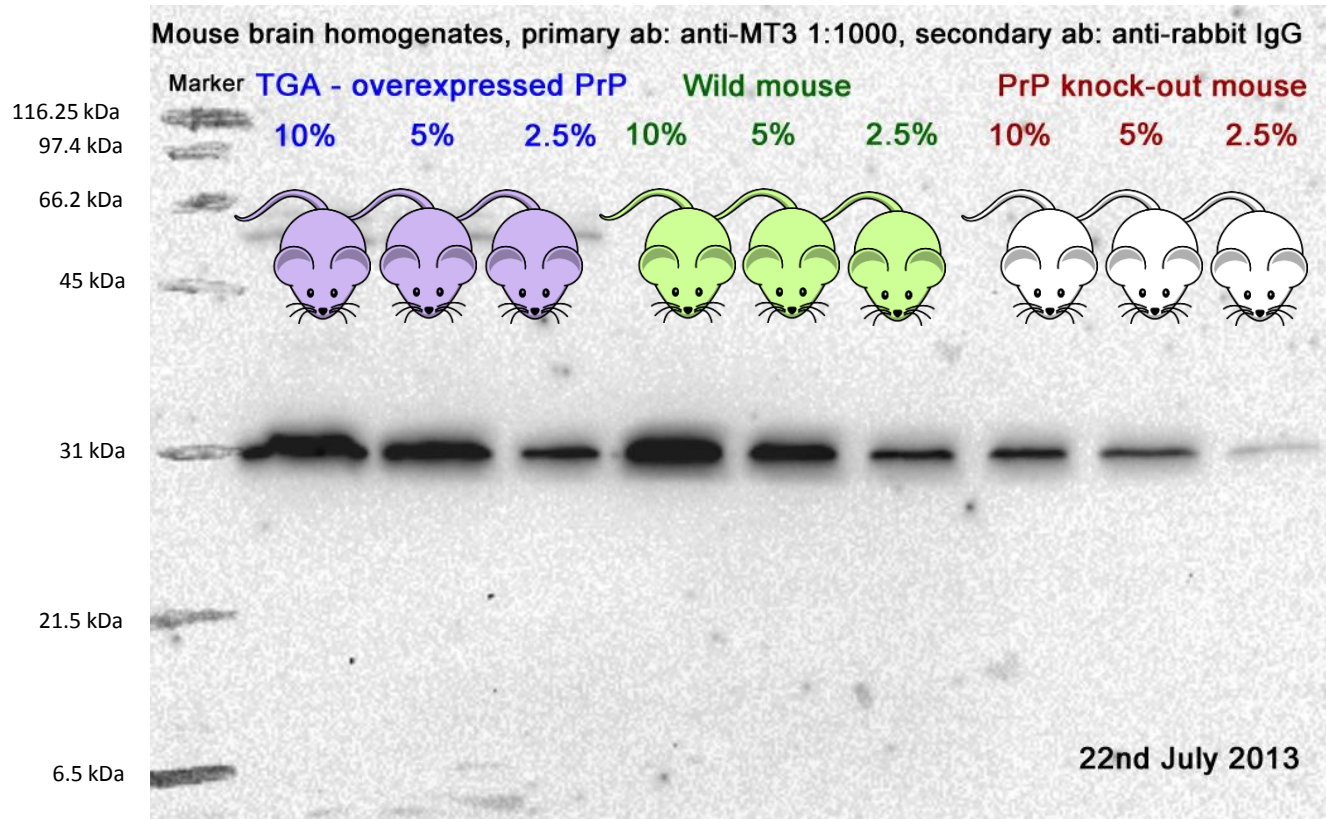 Mouse brain homogenates, primary ab: anti-MT3 1:1000, secondary ab: anti-rabbit IgG
Marker TGA - overexpressed PrP Wild mouse PrP knock-out mouse
10% 5% 2.5% 10% 5% 2.5% 10% 5% 2.5%
116.25 kDa
97.4 kDa
66.2 kDa
45 kDa
31 kDa
21.5 kDa
6.5 kDa
22nd July 2013